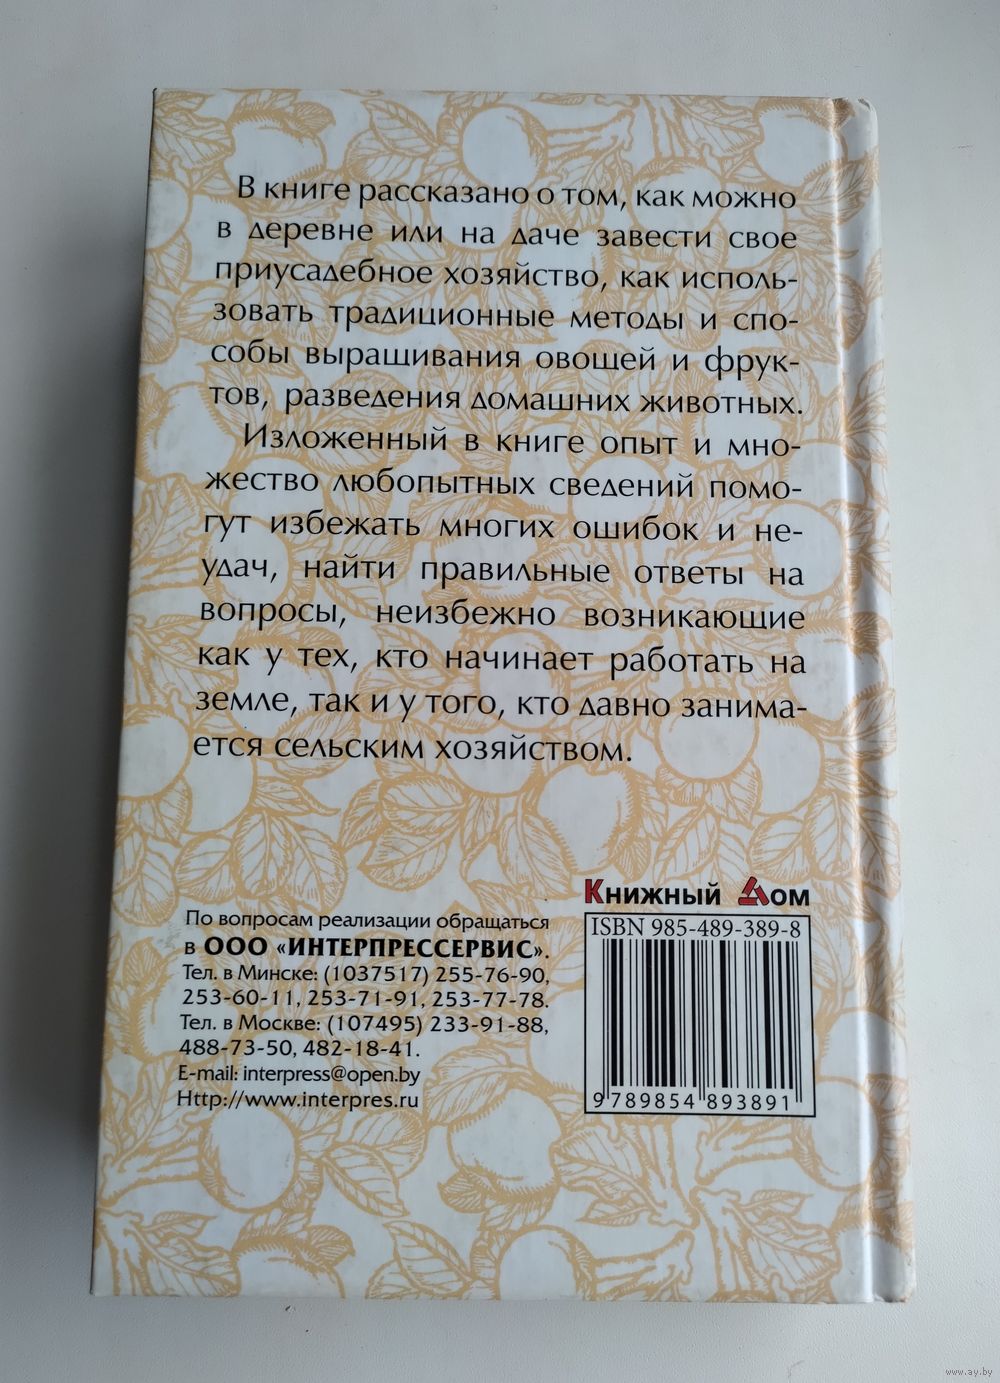 В книге рассказано о том, как можно
в деревне или на даче завести свое
приусадебное хозяйство, как исполь-
зовать традиционные методы и спо-
собы выращивания овощей и фрук-
тов, разведения домашних животных.
Изложенный в книге опыт и мно-
жество любопытных сведений помо-
гут избежать многих ошибок и не-
удач, найти правильные ответы на
вопросы, неизбежно возникающие
как у тех, кто начинает работать на
земле, так и у того, кто давно занима-
ется сельским хозяйством.
По вопросам реализации обращаться
в ООО «ИНТЕРПРЕССЕРВИС».
Тел. в Минске: (1037517) 255-76-90,
253-60-11, 253-71-91, 253-77-78.
Тел. в Москве: (107495) 233-91-88,
488-73-50, 482-18-41.
E-mail: interpress@open.by
Http://www.interpres.ru
Книжный Дом
ISBN 985-489-389-8
9789854893891
www.ay.by